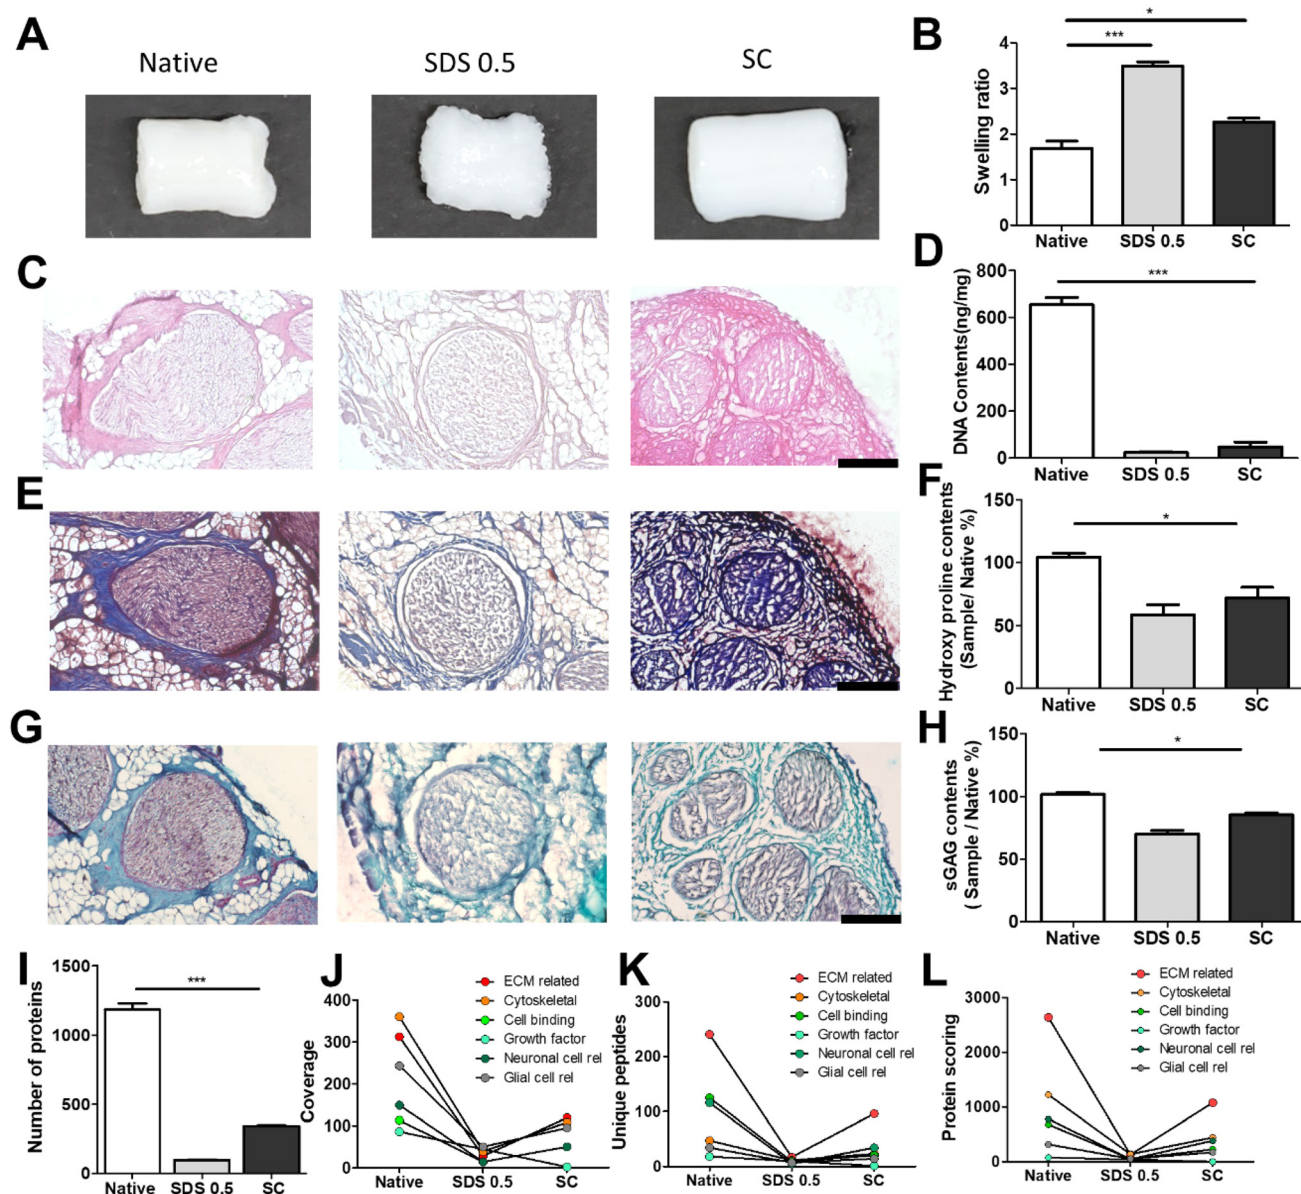 A
Native
SDS 0.5
SC
B
Swelling ratio
4
3
2
1
0
*
***
Native SDS 0.5 SC
C
D
DNA Contents(ng/mg)
800
600
400
200
0
***
Native SDS 0.5 SC
E
F
Hydroxy proline contents
(Sample/ Native %)
150
100
50
0
*
Native SDS 0.5 SC
G
H
sGAG contents
( Sample / Native %)
150
100
50
0
*
Native SDS 0.5 SC
I
Number of proteins
1500
1000
500
0
***
Native SDS 0.5 SC
J
Coverage
400
300
200
100
0
ECM related
Cytoskeletal
Cell binding
Growth factor
Neuronal cell rel
Glial cell rel
Native SDS 0.5 SC
K
Unique peptides
300
200
100
0
ECM related
Cytoskeletal
Cell binding
Growth factor
Neuronal cell rel
Glial cell rel
Native SDS 0.5 SC
L
Protein scoring
3000
2000
1000
0
ECM related
Cytoskeletal
Cell binding
Growth factor
Neuronal cell rel
Glial cell rel
Native SDS 0.5 SC